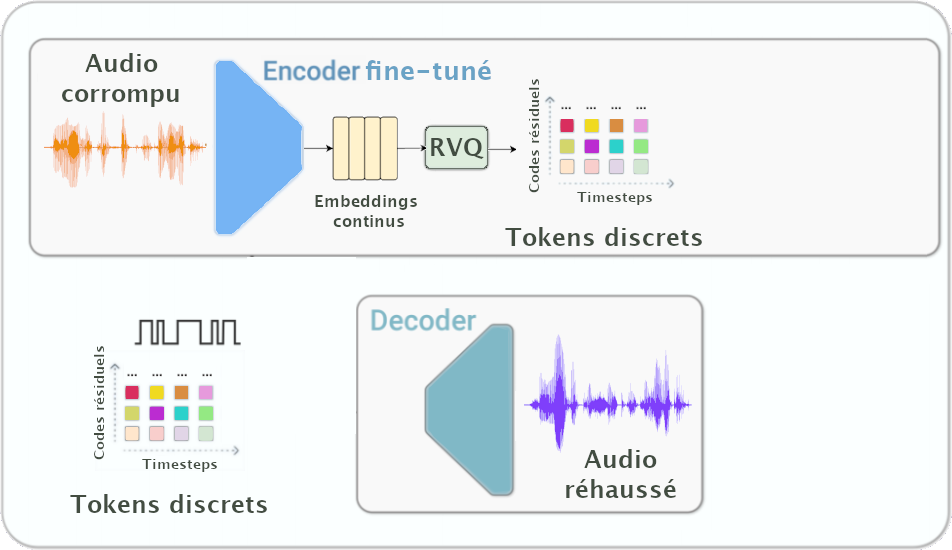 Audio
corrompu
Encoder fine-tuné
Embeddings
continus
RVQ
Codes résiduels
... ... ... ...
Timesteps
Tokens discrets
Codes résiduels
... ... ... ...
Timesteps
Tokens discrets
Decoder
Audio
réhaussé